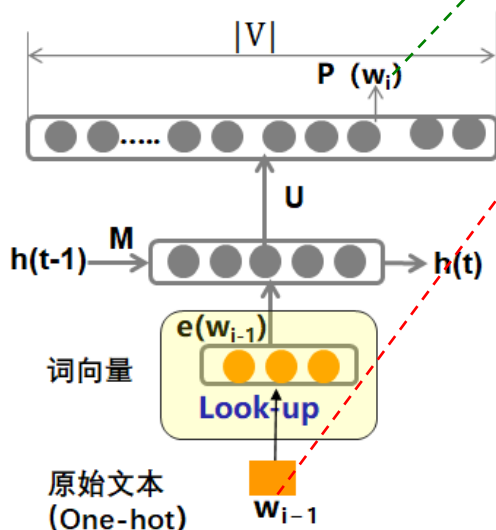 |V|
P (wᵢ)
.....
U
M
h(t-1)
h(t)
e(wᵢ₋₁)
词向量
Look-up
原始文本
(One-hot)
wᵢ₋₁